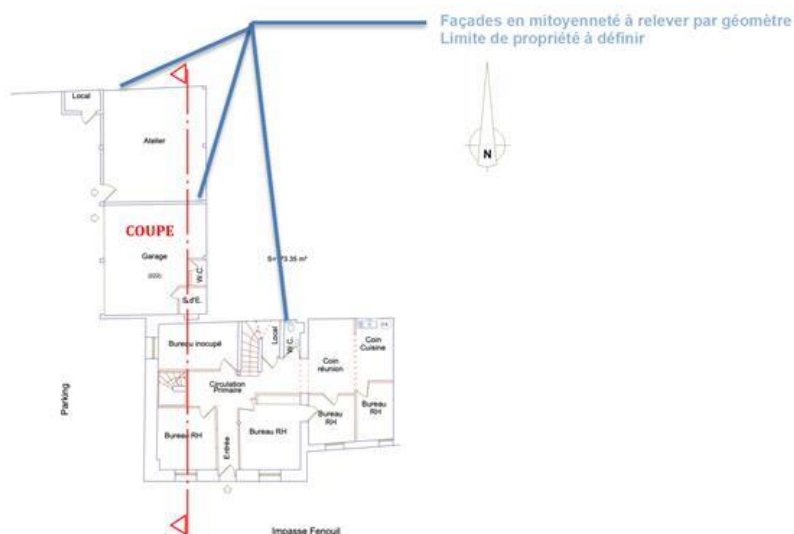 Façades en mitoyenneté à relever par géomètre
Limite de propriété à définir
N
Local
Atelier
COUPE
Garage
W.C.
S.d'E.
Bureau inocupé
Local
W.C.
Coin
réunion
Coin
Cuisine
Circulation
Primaire
Bureau RH
Entrée
Bureau RH
Bureau
RH
Bureau
RH
Parking
Impasse Fenouil